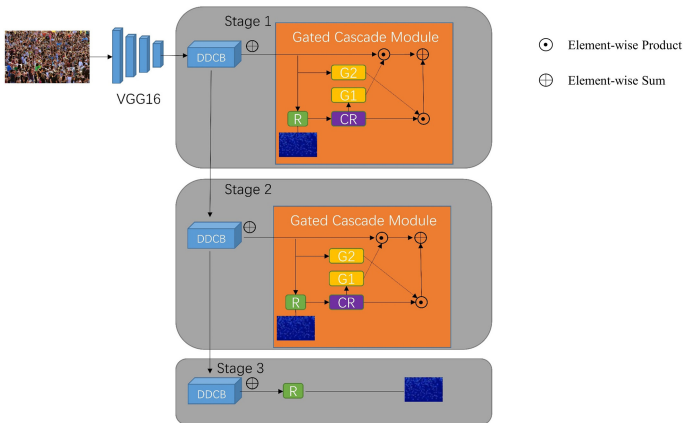 Stage 1
Gated Cascade Module
DDCB
VGG16
G2
G1
R
CR
Element-wise Product
Element-wise Sum
Stage 2
Gated Cascade Module
DDCB
G2
G1
R
CR
Stage 3
DDCB
R